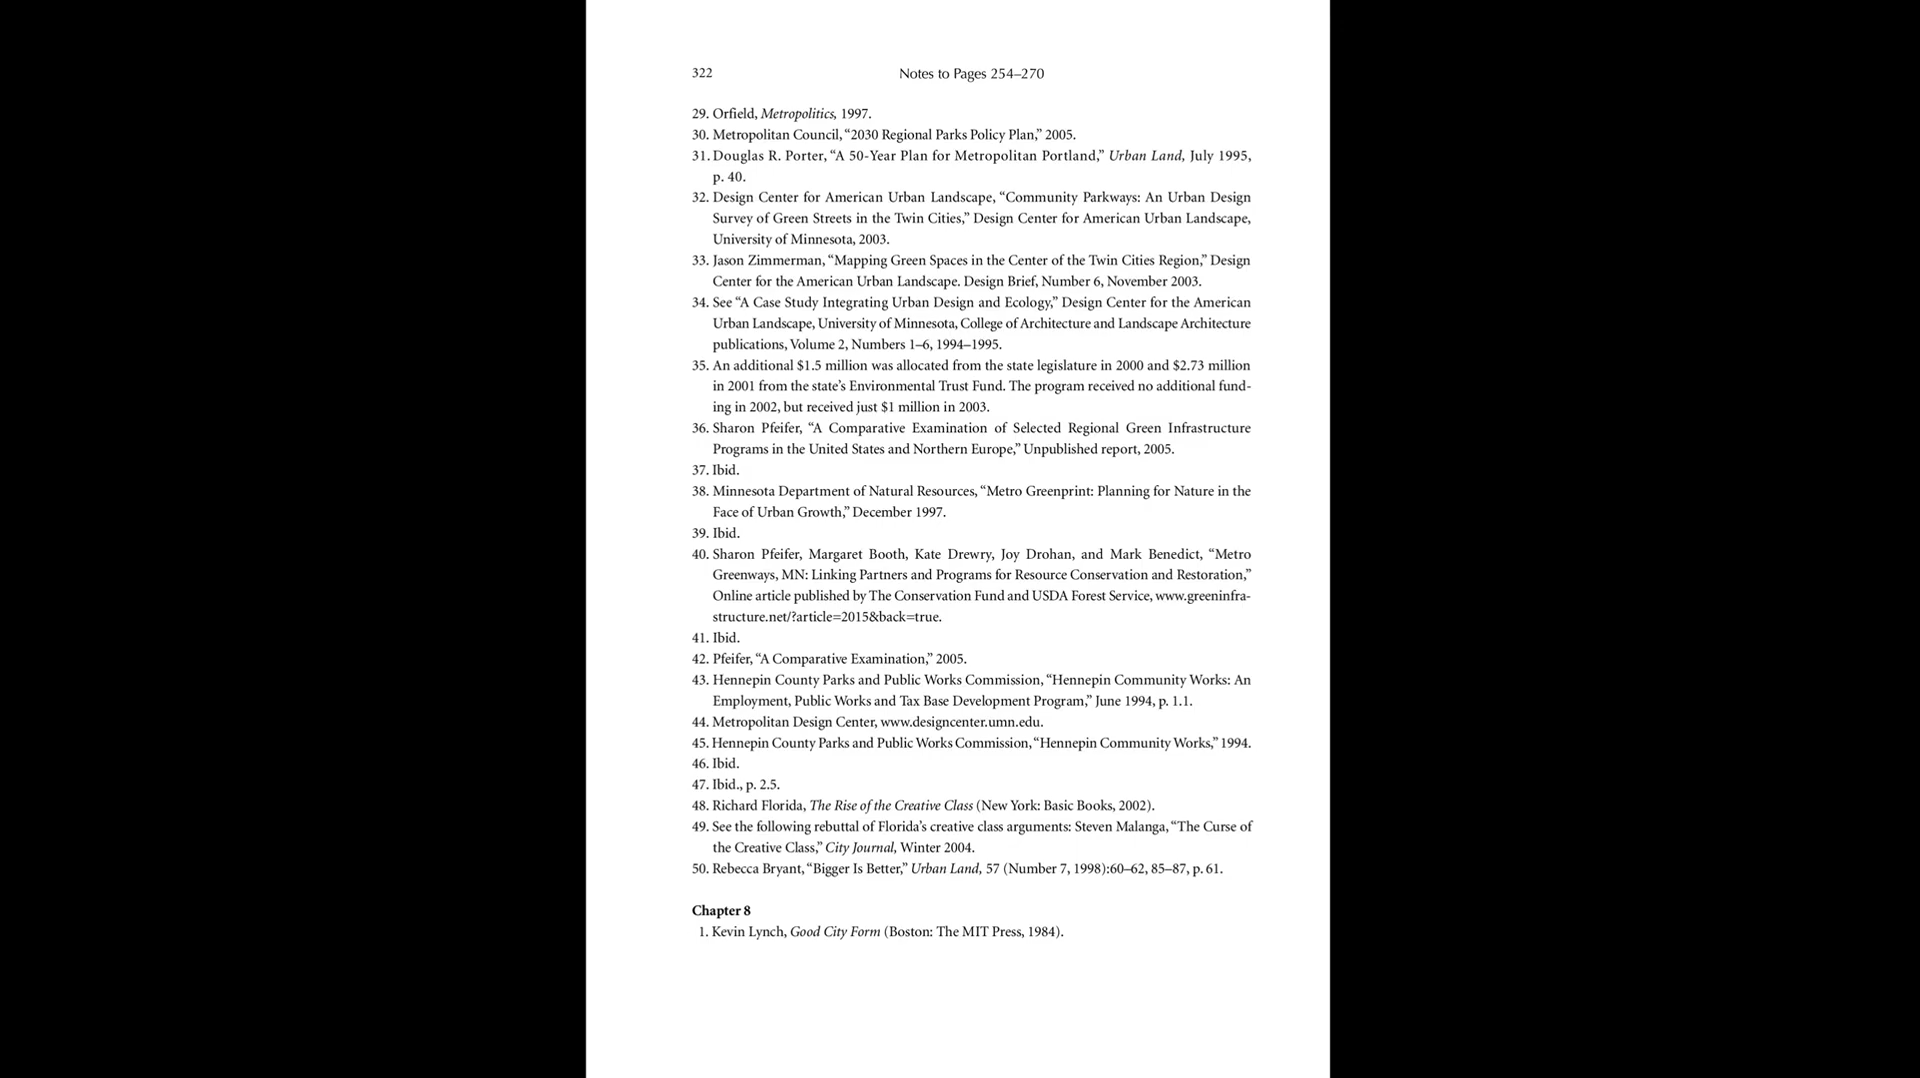 322
Notes to Pages 254–270
29. Orfield, Metropolitics, 1997.
30. Metropolitan Council, “2030 Regional Parks Policy Plan,” 2005.
31. Douglas R. Porter, “A 50-Year Plan for Metropolitan Portland,” Urban Land, July 1995,
p. 40.
32. Design Center for American Urban Landscape, “Community Parkways: An Urban Design
Survey of Green Streets in the Twin Cities,” Design Center for American Urban Landscape,
University of Minnesota, 2003.
33. Jason Zimmerman, “Mapping Green Spaces in the Center of the Twin Cities Region,” Design
Center for the American Urban Landscape. Design Brief, Number 6, November 2003.
34. See “A Case Study Integrating Urban Design and Ecology,” Design Center for the American
Urban Landscape, University of Minnesota, College of Architecture and Landscape Architecture
publications, Volume 2, Numbers 1–6, 1994–1995.
35. An additional $1.5 million was allocated from the state legislature in 2000 and $2.73 million
in 2001 from the state’s Environmental Trust Fund. The program received no additional fund-
ing in 2002, but received just $1 million in 2003.
36. Sharon Pfeifer, “A Comparative Examination of Selected Regional Green Infrastructure
Programs in the United States and Northern Europe,” Unpublished report, 2005.
37. Ibid.
38. Minnesota Department of Natural Resources, “Metro Greenprint: Planning for Nature in the
Face of Urban Growth,” December 1997.
39. Ibid.
40. Sharon Pfeifer, Margaret Booth, Kate Drewry, Joy Drohan, and Mark Benedict, “Metro
Greenways, MN: Linking Partners and Programs for Resource Conservation and Restoration,”
Online article published by The Conservation Fund and USDA Forest Service, www.greeninfra-
structure.net/?article=2015&back=true.
41. Ibid.
42. Pfeifer, “A Comparative Examination,” 2005.
43. Hennepin County Parks and Public Works Commission, “Hennepin Community Works: An
Employment, Public Works and Tax Base Development Program,” June 1994, p. 1.1.
44. Metropolitan Design Center, www.designcenter.umn.edu.
45. Hennepin County Parks and Public Works Commission, “Hennepin Community Works,” 1994.
46. Ibid.
47. Ibid., p. 2.5.
48. Richard Florida, The Rise of the Creative Class (New York: Basic Books, 2002).
49. See the following rebuttal of Florida’s creative class arguments: Steven Malanga, “The Curse of
the Creative Class,” City Journal, Winter 2004.
50. Rebecca Bryant, “Bigger Is Better,” Urban Land, 57 (Number 7, 1998):60–62, 85–87, p. 61.
Chapter 8
1. Kevin Lynch, Good City Form (Boston: The MIT Press, 1984).